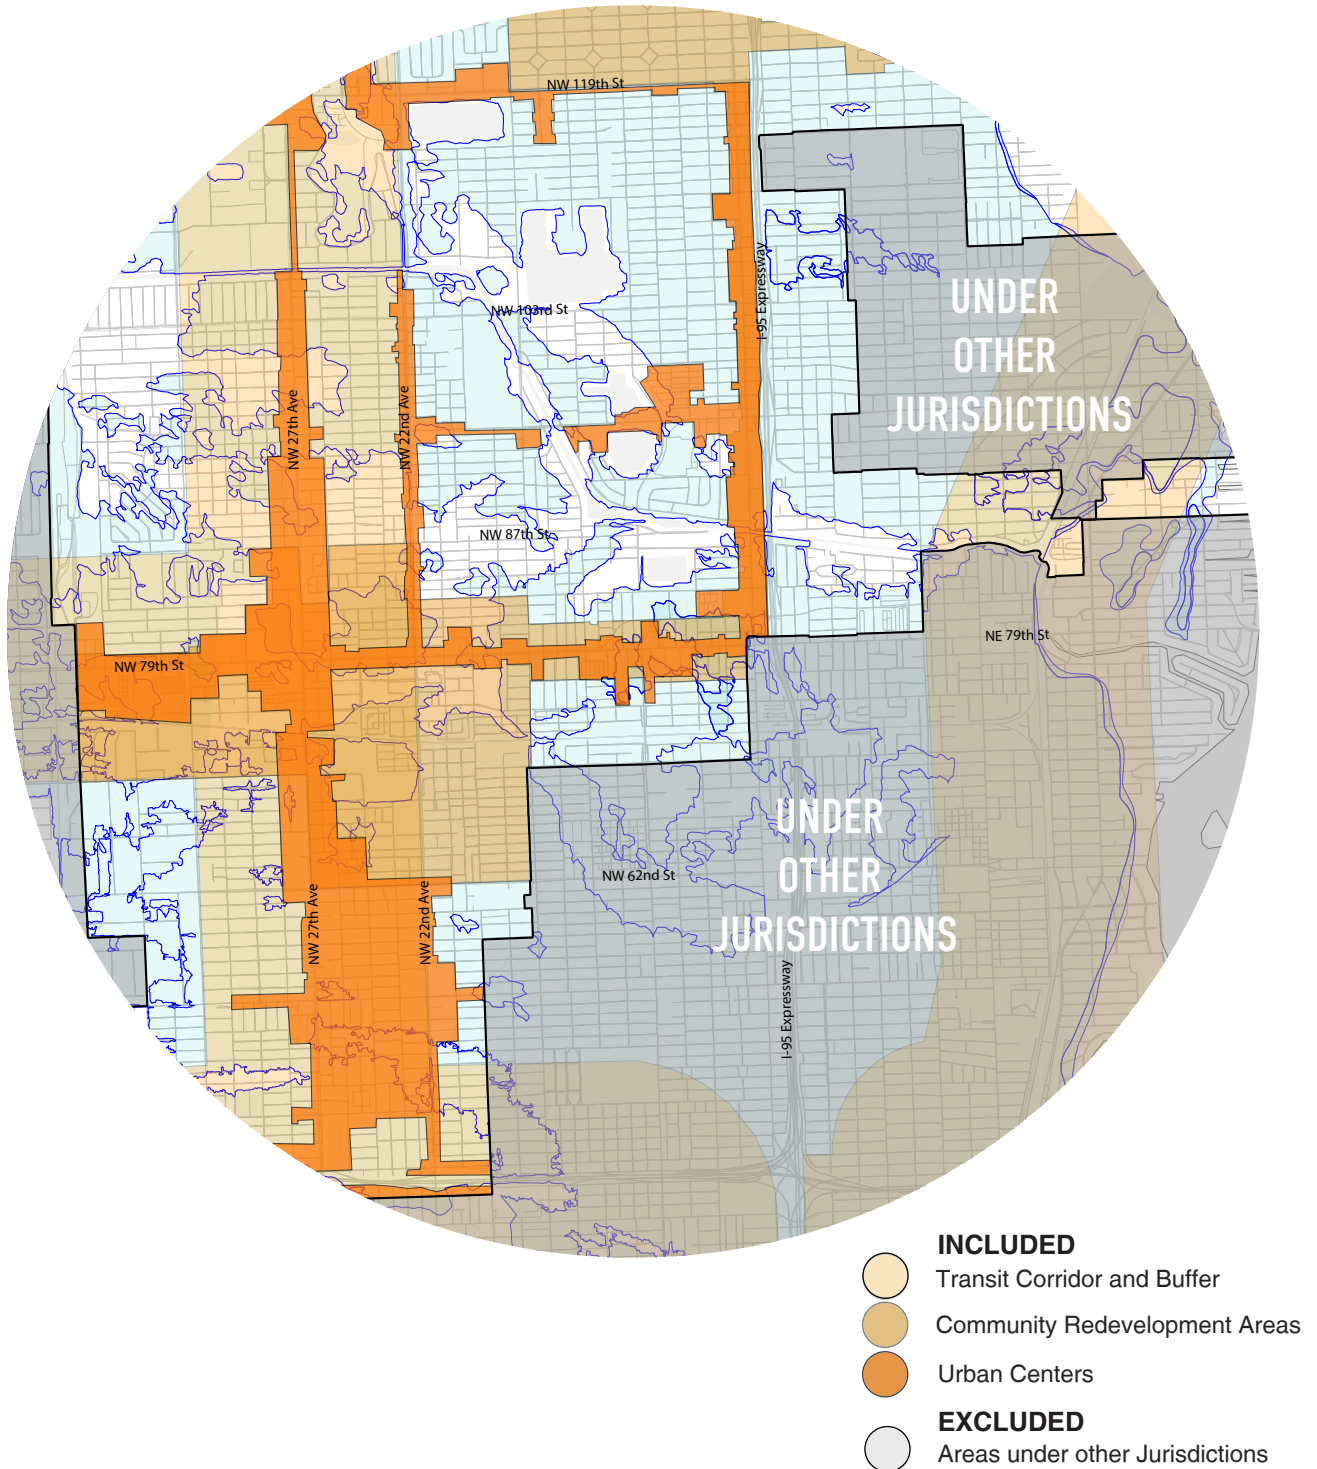 NW 119th St
I-95 Expressway
UNDER
OTHER
JURISDICTIONS
NW 103rd St
NW 27th Ave
NW 22nd Ave
NW 87th St
NE 79th St
NW 79th St
UNDER
OTHER
JURISDICTIONS
NW 62nd St
NW 27th Ave
NW 22nd Ave
I-95 Expressway
INCLUDED
Transit Corridor and Buffer
Community Redevelopment Areas
Urban Centers
EXCLUDED
Areas under other Jurisdictions